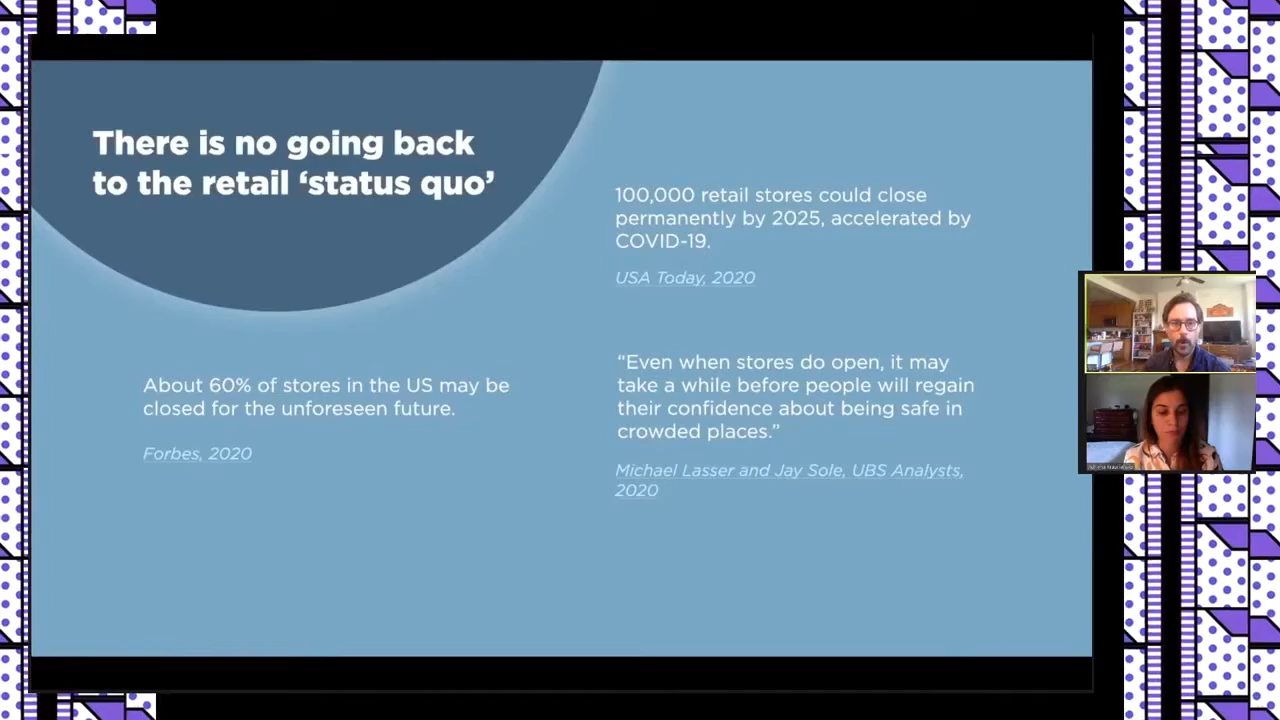 There is no going back
to the retail ‘status quo’
About 60% of stores in the US may be
closed for the unforeseen future.
Forbes, 2020
100,000 retail stores could close
permanently by 2025, accelerated by
COVID-19.
USA Today, 2020
“Even when stores do open, it may
take a while before people will regain
their confidence about being safe in
crowded places.”
Michael Lasser and Jay Sole, UBS Analysts,
2020